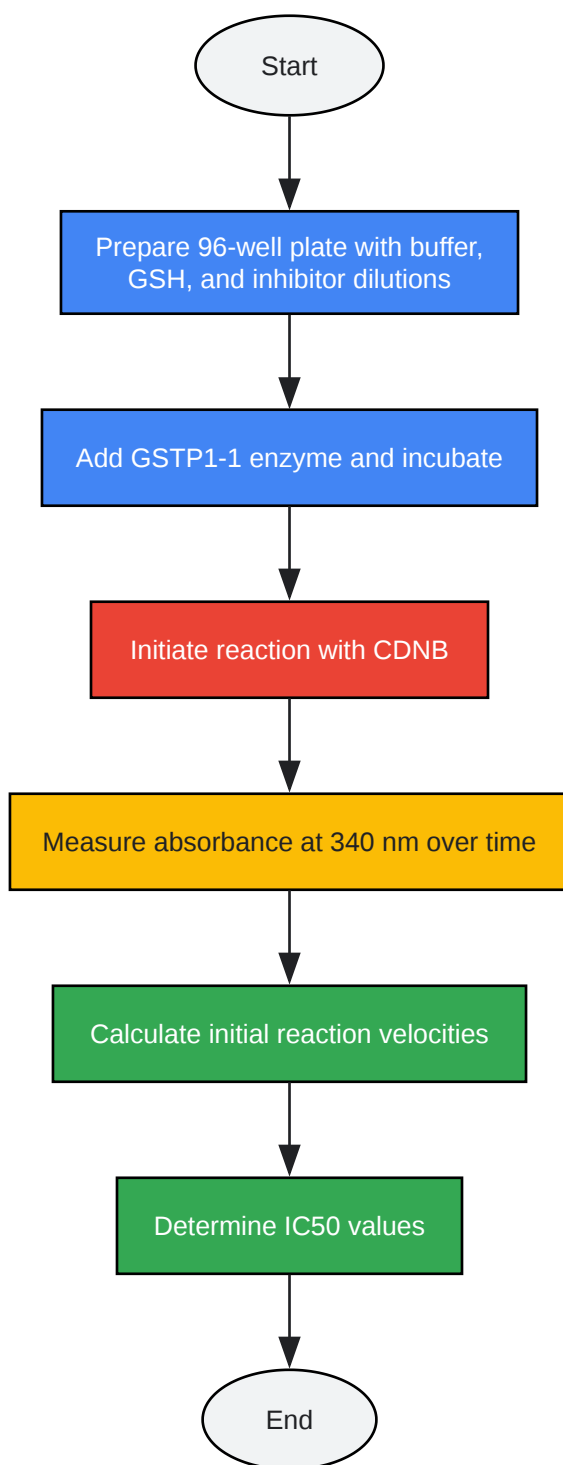 Start
Prepare 96-well plate with buffer,
GSH, and inhibitor dilutions
Add GSTP1-1 enzyme and incubate
Initiate reaction with CDNB
Measure absorbance at 340 nm over time
Calculate initial reaction velocities
Determine IC50 values
End